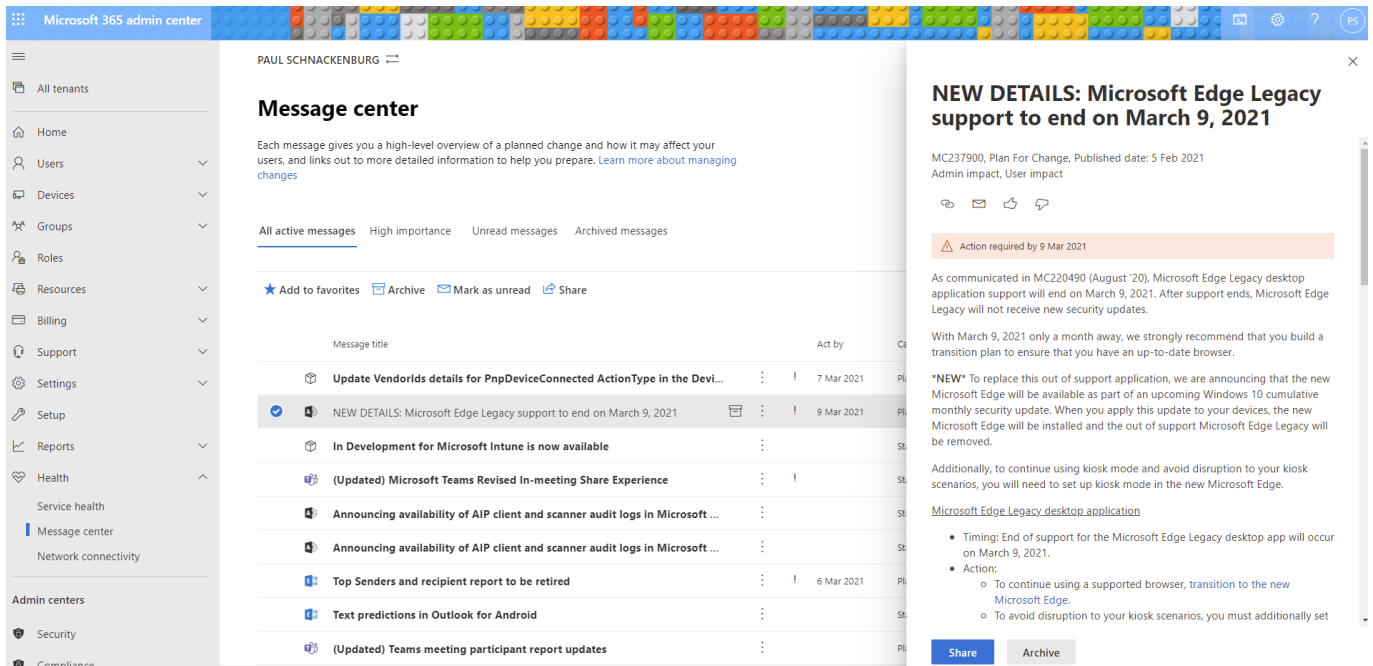 Microsoft 365 admin center
?
PS
All tenants
Home
Users
Devices
Groups
Roles
Resources
Billing
Support
Settings
Setup
Reports
Health
Service health
Message center
Network connectivity
Admin centers
Security
Compliance
PAUL SCHNACKENBURG
Message center
Each message gives you a high-level overview of a planned change and how it may affect your
users, and links out to more detailed information to help you prepare. Learn more about managing
changes
All active messages High importance Unread messages Archived messages
Add to favorites Archive Mark as unread Share
Message title Act by Ca
Update VendorIds details for PnpDeviceConnected ActionType in the Devi... ! 7 Mar 2021 Pl
NEW DETAILS: Microsoft Edge Legacy support to end on March 9, 2021 ! 9 Mar 2021 Pl
In Development for Microsoft Intune is now available St
(Updated) Microsoft Teams Revised In-meeting Share Experience ! St
Announcing availability of AIP client and scanner audit logs in Microsoft ... St
Announcing availability of AIP client and scanner audit logs in Microsoft ... St
Top Senders and recipient report to be retired ! 6 Mar 2021 Pl
Text predictions in Outlook for Android St
(Updated) Teams meeting participant report updates Pl
NEW DETAILS: Microsoft Edge Legacy
support to end on March 9, 2021
MC237900, Plan For Change, Published date: 5 Feb 2021
Admin impact, User impact
Action required by 9 Mar 2021
As communicated in MC220490 (August '20), Microsoft Edge Legacy desktop
application support will end on March 9, 2021. After support ends, Microsoft Edge
Legacy will not receive new security updates.
With March 9, 2021 only a month away, we strongly recommend that you build a
transition plan to ensure that you have an up-to-date browser.
*NEW* To replace this out of support application, we are announcing that the new
Microsoft Edge will be available as part of an upcoming Windows 10 cumulative
monthly security update. When you apply this update to your devices, the new
Microsoft Edge will be installed and the out of support Microsoft Edge Legacy will
be removed.
Additionally, to continue using kiosk mode and avoid disruption to your kiosk
scenarios, you will need to set up kiosk mode in the new Microsoft Edge.
Microsoft Edge Legacy desktop application
• Timing: End of support for the Microsoft Edge Legacy desktop app will occur
on March 9, 2021.
• Action:
○ To continue using a supported browser, transition to the new
Microsoft Edge.
○ To avoid disruption to your kiosk scenarios, you must additionally set
Share Archive